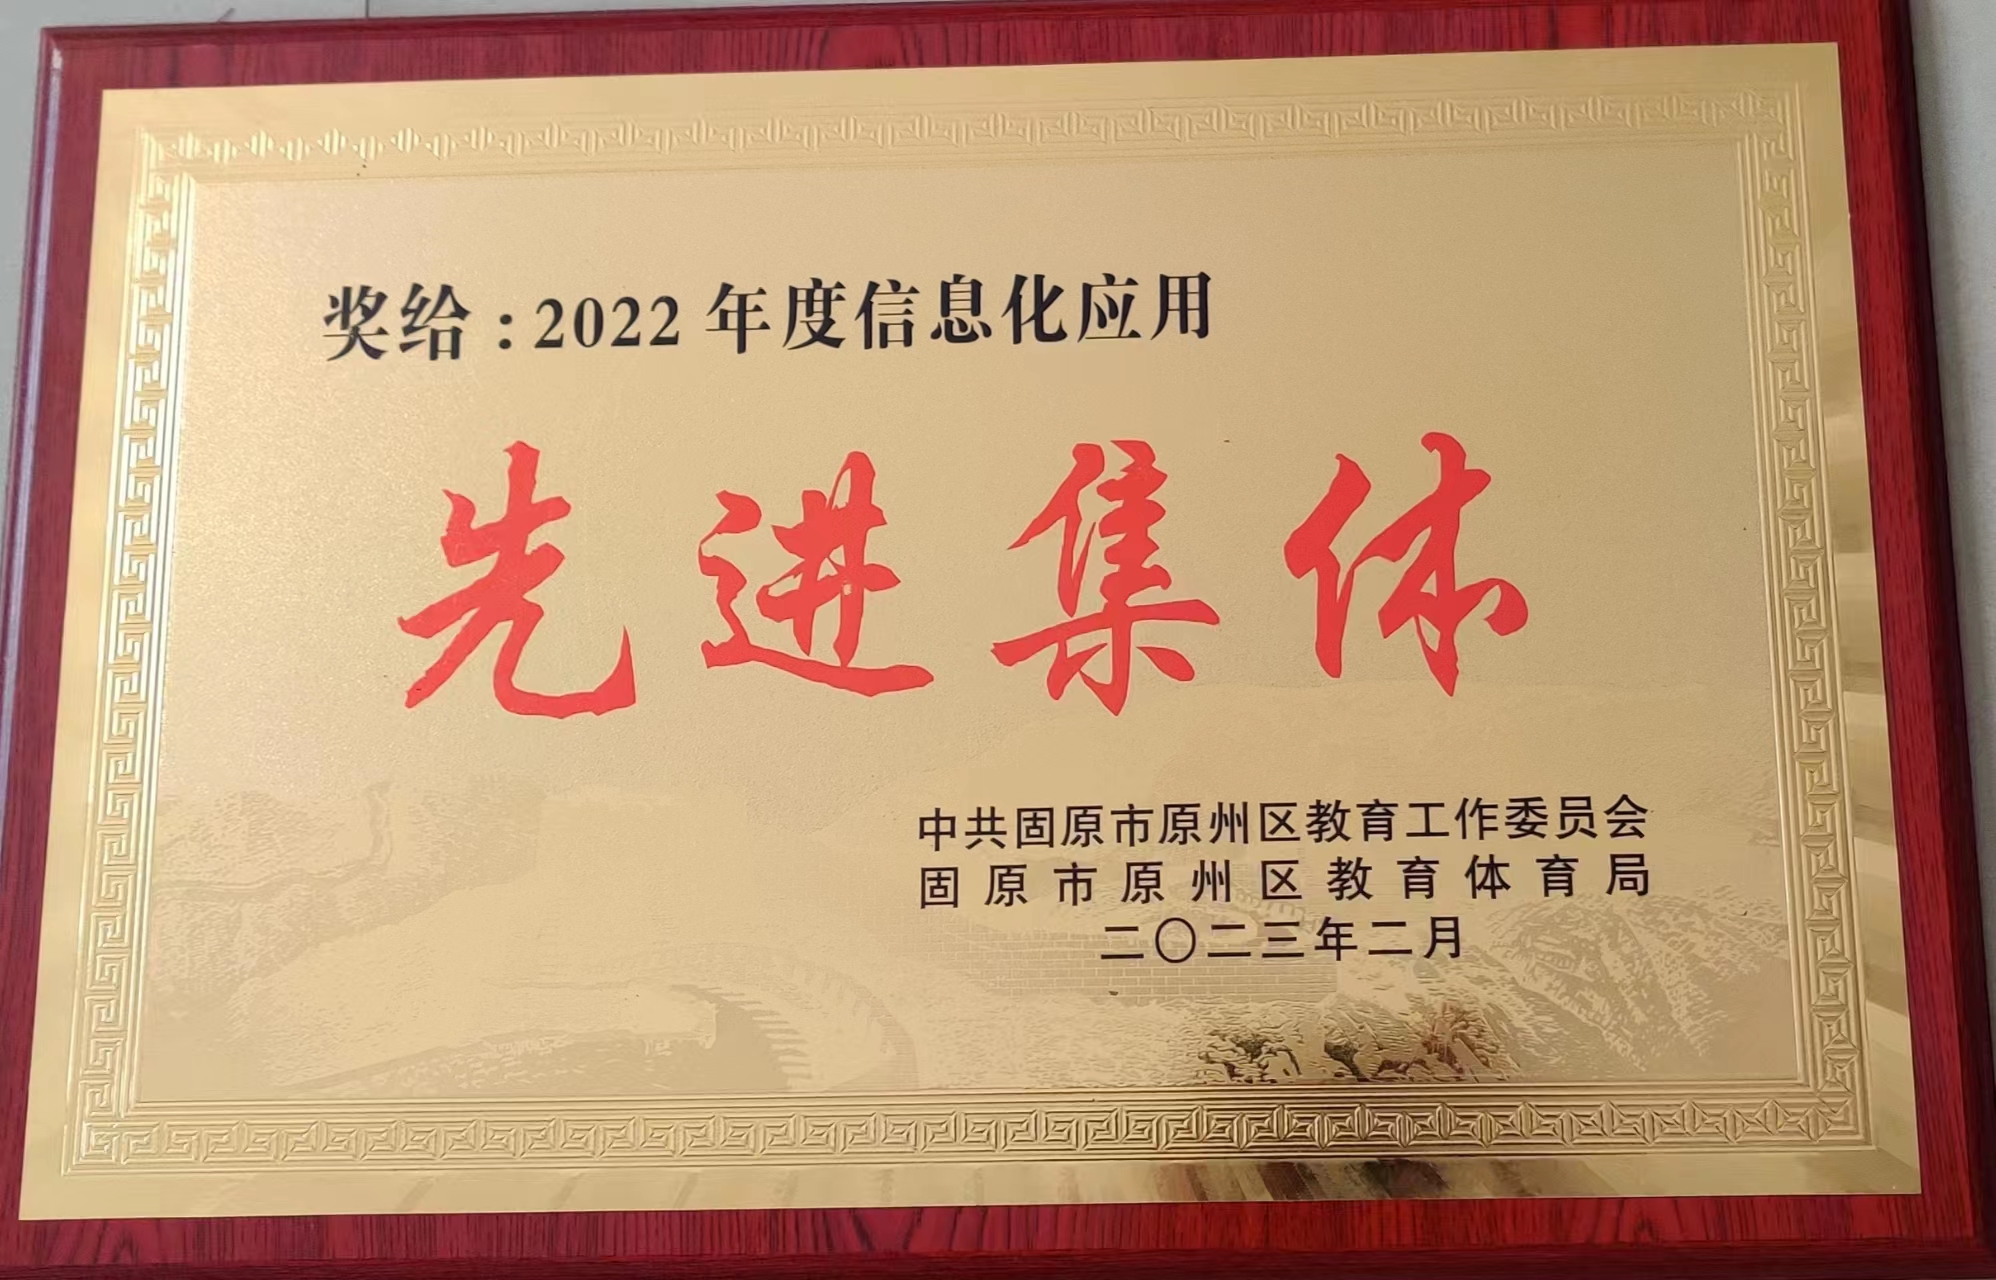 奖给：2022年度信息化应用
先进集体
中共固原市原州区教育工作委员会
固原市原州区教育体育局
二〇二三年二月